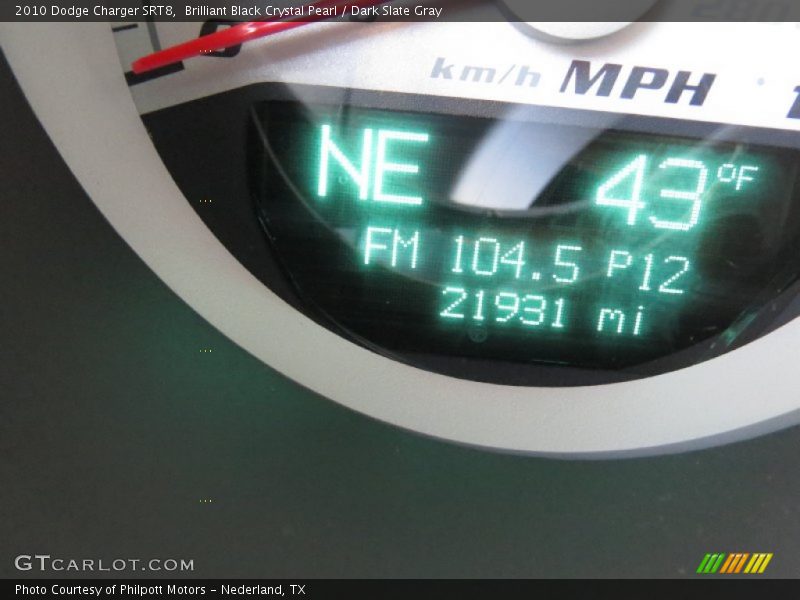 2010 Dodge Charger SRT8,  Brilliant Black Crystal Pearl / Dark Slate Gray
km/h MPH
NE 43°F
FM 104.5 P12
21931 mi
GTCARLOT.COM
Photo Courtesy of Philpott Motors - Nederland, TX